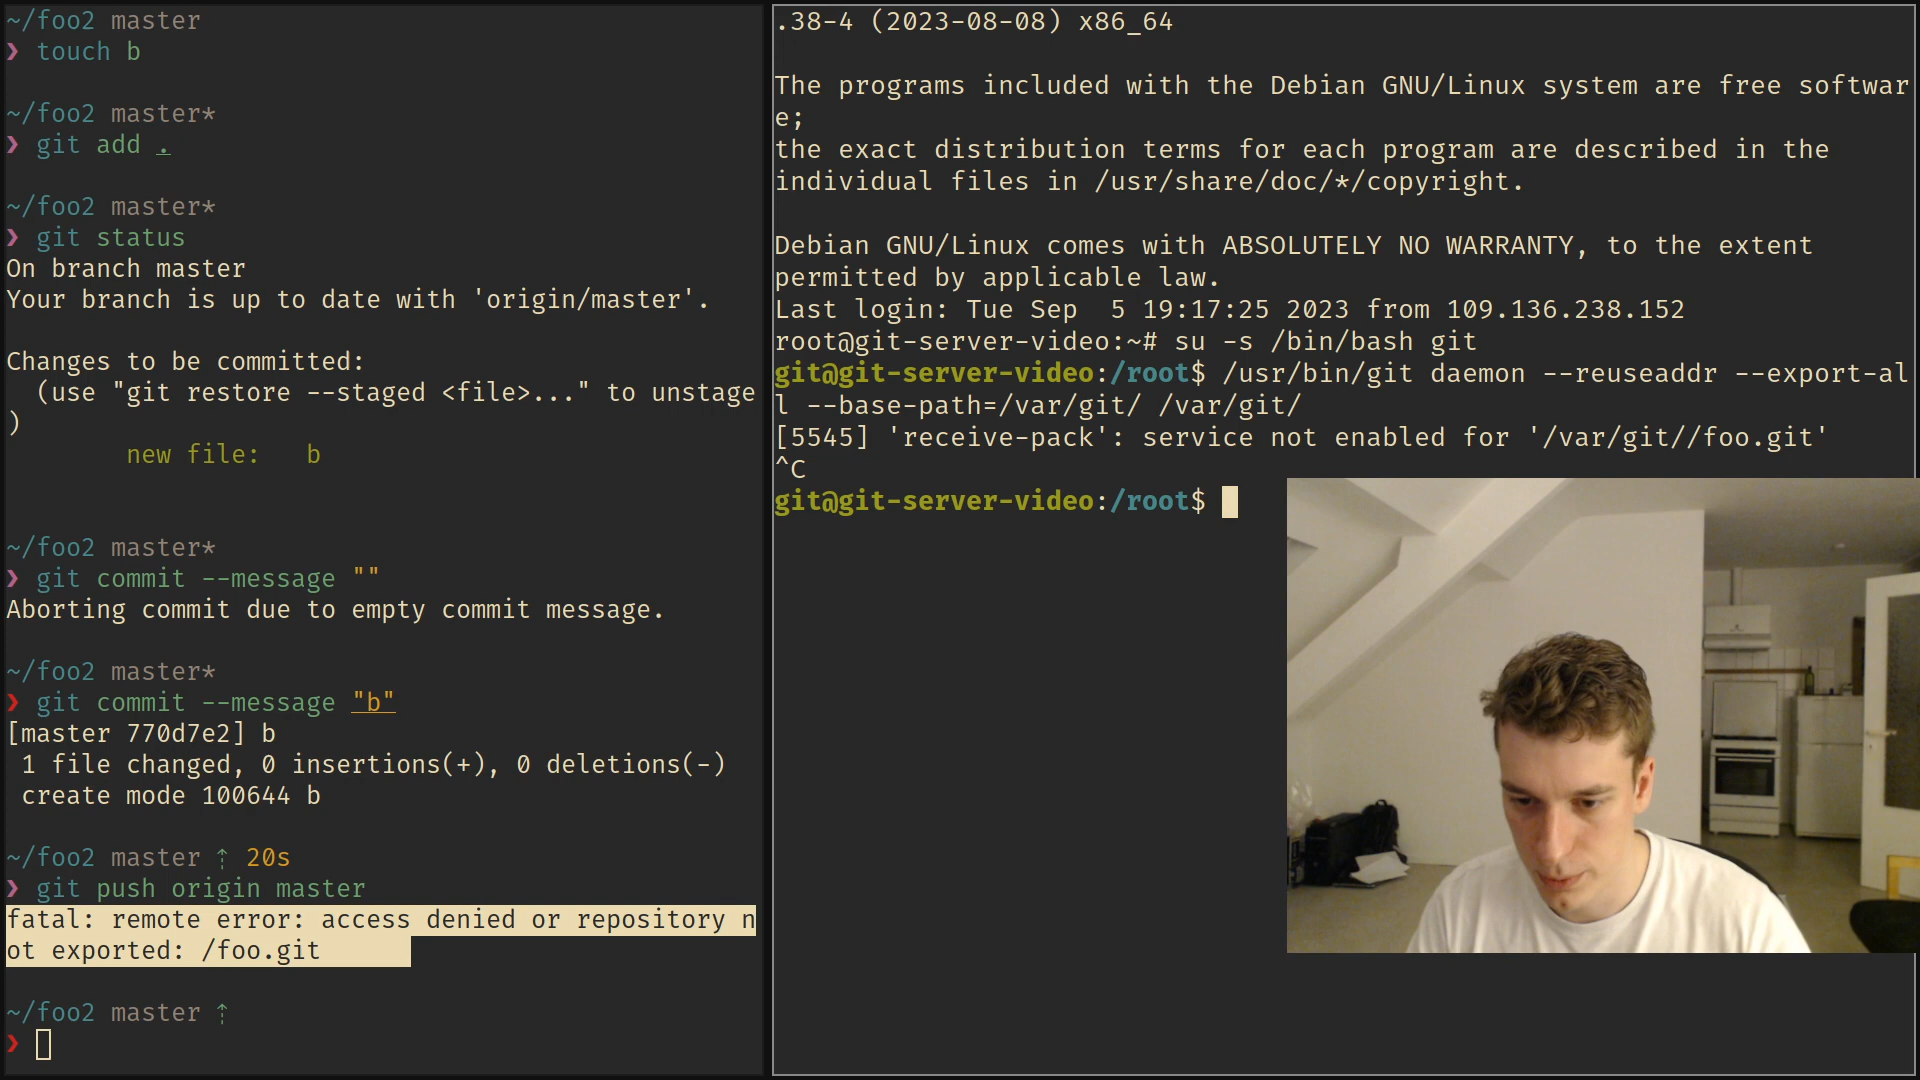 ~/foo2 master
❯ touch b
~/foo2 master*
❯ git add .
~/foo2 master*
❯ git status
On branch master
Your branch is up to date with 'origin/master'.
Changes to be committed:
(use "git restore --staged <file>..." to unstage
)
new file:   b
~/foo2 master*
❯ git commit --message ""
Aborting commit due to empty commit message.
~/foo2 master*
❯ git commit --message "b"
[master 770d7e2] b
1 file changed, 0 insertions(+), 0 deletions(-)
create mode 100644 b
~/foo2 master ⇡ 20s
❯ git push origin master
fatal: remote error: access denied or repository n
ot exported: /foo.git
~/foo2 master ⇡
❯
.38-4 (2023-08-08) x86_64
The programs included with the Debian GNU/Linux system are free softwar
e;
the exact distribution terms for each program are described in the
individual files in /usr/share/doc/*/copyright.
Debian GNU/Linux comes with ABSOLUTELY NO WARRANTY, to the extent
permitted by applicable law.
Last login: Tue Sep  5 19:17:25 2023 from 109.136.238.152
root@git-server-video:~# su -s /bin/bash git
git@git-server-video:/root$ /usr/bin/git daemon --reuseaddr --export-al
l --base-path=/var/git/ /var/git/
[5545] 'receive-pack': service not enabled for '/var/git//foo.git'
^C
git@git-server-video:/root$